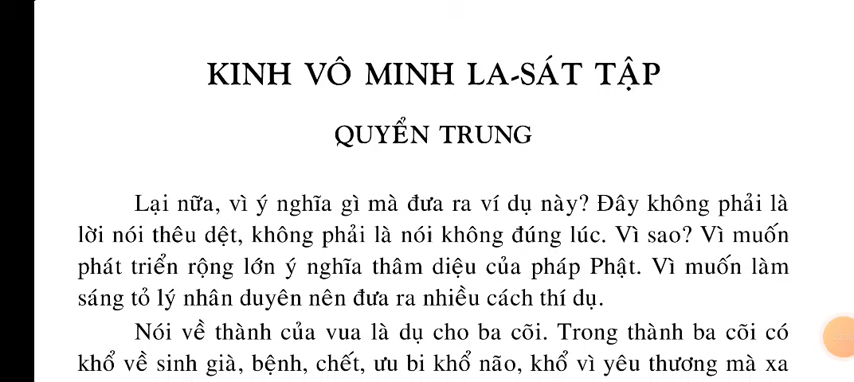 KINH VÔ MINH LA-SÁT TẬP
QUYỂN TRUNG
Lại nữa, vì ý nghĩa gì mà đưa ra ví dụ này? Đây không phải là
lời nói thêu dệt, không phải là nói không đúng lúc. Vì sao? Vì muốn
phát triển rộng lớn ý nghĩa thâm diệu của pháp Phật. Vì muốn làm
sáng tỏ lý nhân duyên nên đưa ra nhiều cách thí dụ.
Nói về thành của vua là dụ cho ba cõi. Trong thành ba cõi có
khổ về sinh già, bệnh, chết, ưu bi khổ não, khổ vì yêu thương mà xa